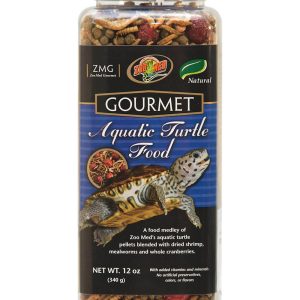 ZMG
Zoo Med Gourmet
ZOO MED
Natural
GOURMET
Aquatic Turtle
Food
A food medley of
Zoo Med's aquatic turtle
pellets blended with dried shrimp,
mealworms and whole cranberries.
NET WT. 12 oz
(340 g)
With added vitamins and minerals
No artificial preservatives,
colors, or flavors